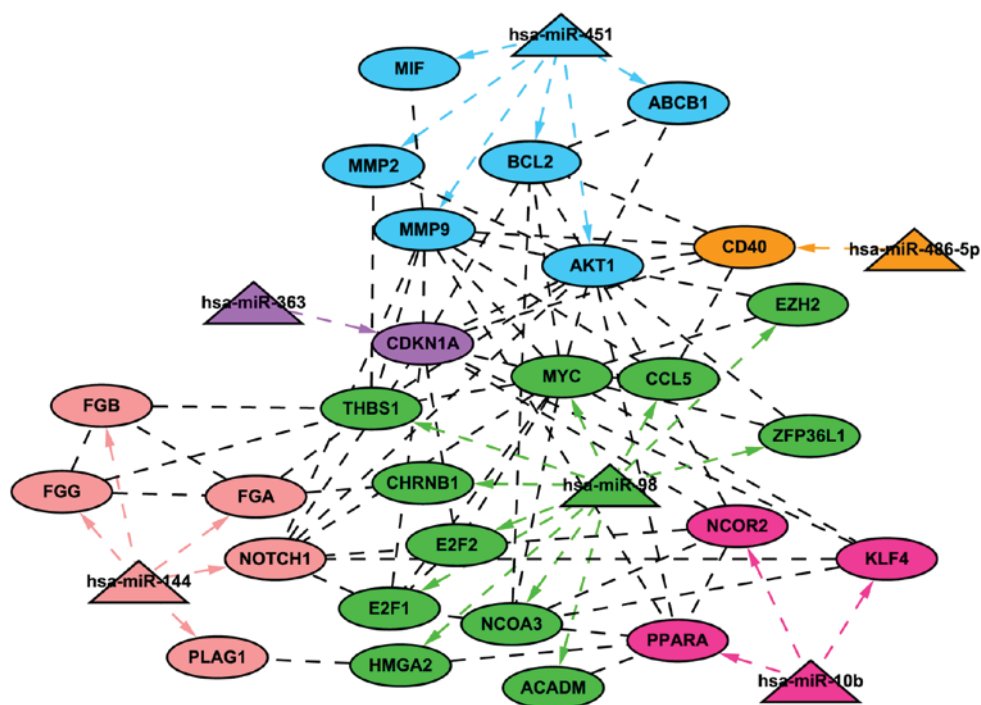 hsa-miR-451
MIF
ABCB1
MMP2
BCL2
MMP9
CD40
hsa-miR-486-5p
AKT1
hsa-miR-363
EZH2
CDKN1A
MYC
CCL5
FGB
THBS1
ZFP36L1
FGG
FGA
CHRNB1
hsa-miR-98
NCOR2
E2F2
NOTCH1
KLF4
hsa-miR-144
E2F1
NCOA3
PPARA
PLAG1
HMGA2
hsa-miR-10b
ACADM